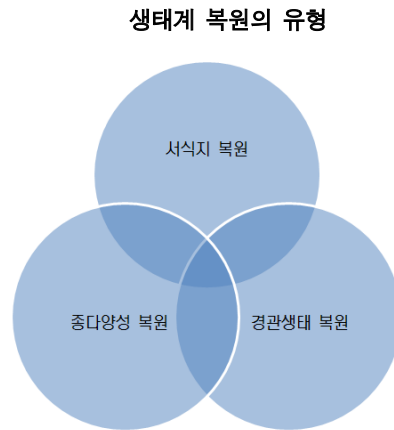 생태계 복원의 유형
서식지 복원
종다양성 복원
경관생태 복원